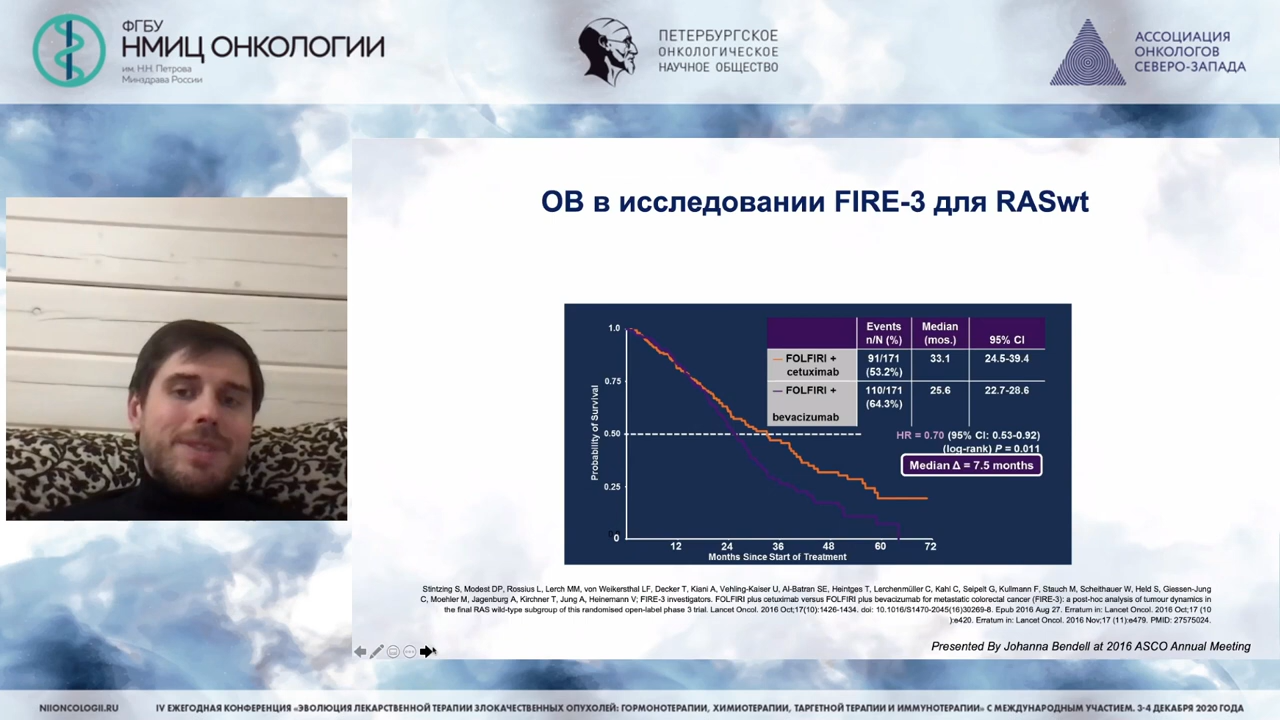 ФГБУ
НМИЦ ОНКОЛОГИИ
им. Н.Н. Петрова
Минздрава России
ПЕТЕРБУРГСКОЕ
ОНКОЛОГИЧЕСКОЕ
НАУЧНОЕ ОБЩЕСТВО
АССОЦИАЦИЯ
ОНКОЛОГОВ
СЕВЕРО-ЗАПАДА
ОВ в исследовании FIRE-3 для RASwt
Events n/N (%) Median (mos.) 95% CI
FOLFIRI + cetuximab 91/171 (53.2%) 33.1 24.5-39.4
FOLFIRI + bevacizumab 110/171 (64.3%) 25.6 22.7-28.6
HR = 0.70 (95% CI: 0.53-0.92)
(log-rank) P = 0.011
Median Δ = 7.5 months
Probability of Survival
1.0
0.75
0.50
0.25
0
12 24 36 48 60 72
Months Since Start of Treatment
Stintzing S, Modest DP, Rossius L, Lerch MM, von Weikersthal LF, Decker T, Kiani A, Vehling-Kaiser U, Al-Batran SE, Heintges T, Lerchenmüller C, Kahl C, Seipelt G, Kullmann F, Stauch M, Scheithauer W, Held S, Giessen-Jung
C, Moehler M, Jagenburg A, Kirchner T, Jung A, Heinemann V; FIRE-3 investigators. FOLFIRI plus cetuximab versus FOLFIRI plus bevacizumab for metastatic colorectal cancer (FIRE-3): a post-hoc analysis of tumour dynamics in
the final RAS wild-type subgroup of this randomised open-label phase 3 trial. Lancet Oncol. 2016 Oct;17(10):1426-1434. doi: 10.1016/S1470-2045(16)30269-8. Epub 2016 Aug 27. Erratum in: Lancet Oncol. 2016 Oct;17 (10
):e420. Erratum in: Lancet Oncol. 2016 Nov;17 (11):e479. PMID: 27575024.
Presented By Johanna Bendell at 2016 ASCO Annual Meeting
NIIONCOLOGII.RU
IV ЕЖЕГОДНАЯ КОНФЕРЕНЦИЯ «ЭВОЛЮЦИЯ ЛЕКАРСТВЕННОЙ ТЕРАПИИ ЗЛОКАЧЕСТВЕННЫХ ОПУХОЛЕЙ: ГОРМОНОТЕРАПИИ, ХИМИОТЕРАПИИ, ТАРГЕТНОЙ ТЕРАПИИ И ИММУНОТЕРАПИИ» С МЕЖДУНАРОДНЫМ УЧАСТИЕМ. 3-4 ДЕКАБРЯ 2020 ГОДА